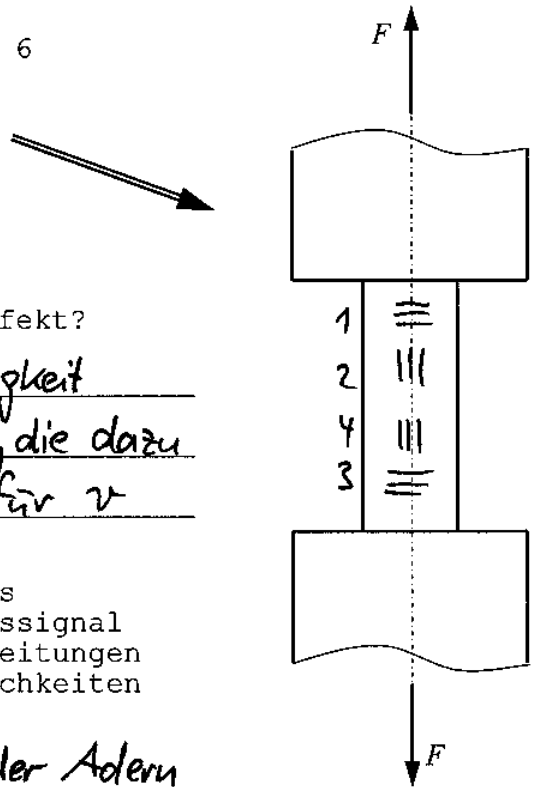 6
F
fekt?
gkeit
die dazu
für v
s
ssignal
eitungen
chkeiten
der Adern
1
2
4
3
F